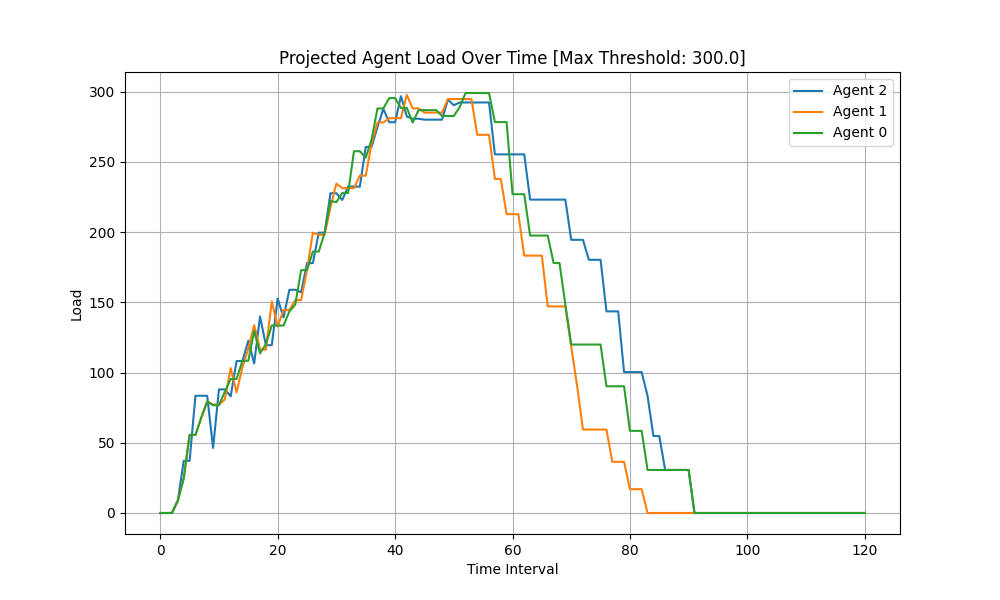 Projected Agent Load Over Time [Max Threshold: 300.0]
Agent 2
Agent 1
Agent 0
Load
300
250
200
150
100
50
0
0 20 40 60 80 100 120
Time Interval